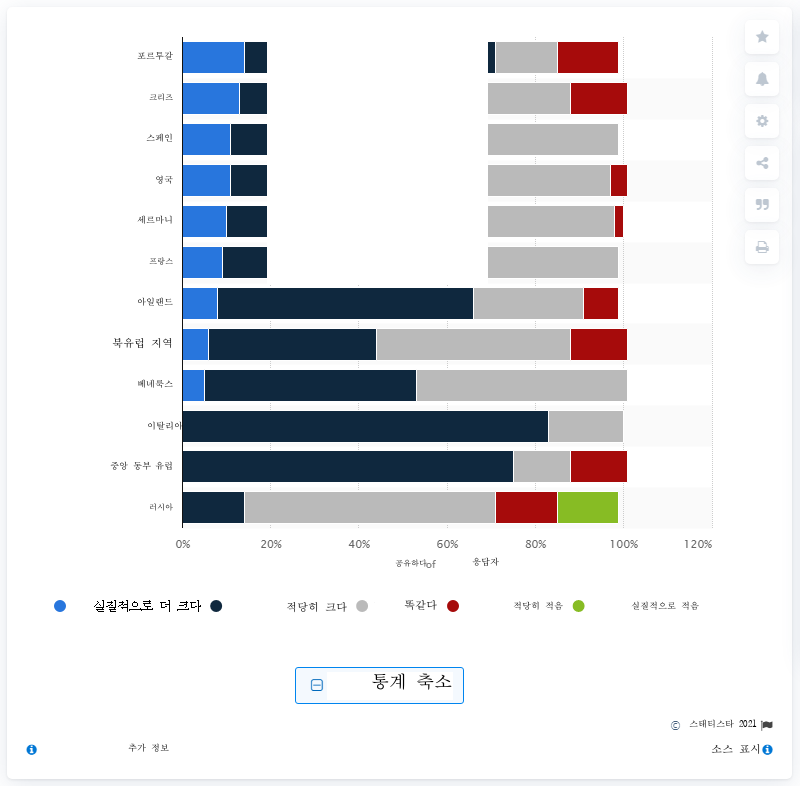 포르투갈
크리츠
스페인
영국
세르마니
프랑스
아일랜드
북유럽 지역
베네룩스
이탈리아
중앙 동부 유럽
러시아
0% 20% 40% 60% 80% 100% 120%
공유하다of 응답자
실질적으로 더 크다 적당히 크다 똑같다 적당히 적음 실질적으로 적음
통계 축소
© 스태티스타 2021
추가 정보 소스 표시